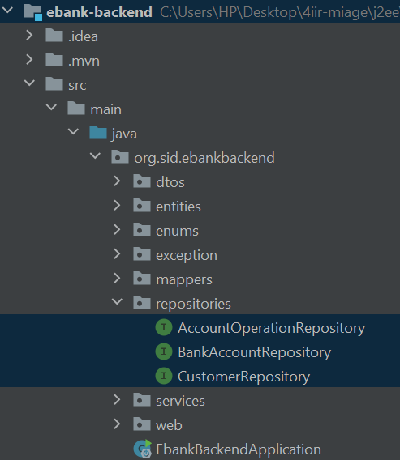 ebank-backend C:\Users\HP\Desktop\4iir-miage\j2ee\
.idea
.mvn
src
main
java
org.sid.ebankbackend
dtos
entities
enums
exception
mappers
repositories
AccountOperationRepository
BankAccountRepository
CustomerRepository
services
web
EbankBackendApplication